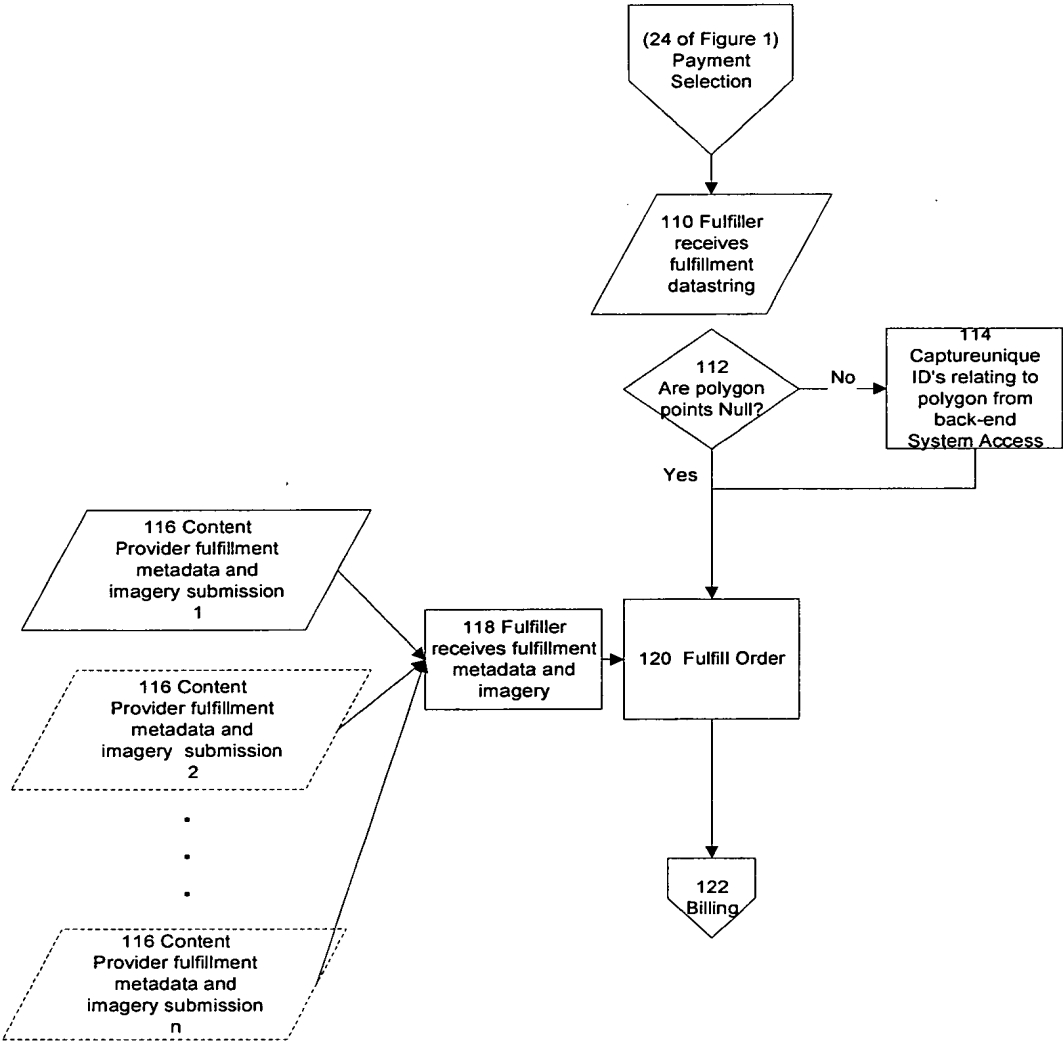 (24 of Figure 1)
Payment
Selection
110 Fulfiller
receives
fulfillment
datastring
112
Are polygon
points Null?
No
114
Captureunique
ID's relating to
polygon from
back-end
System Access
Yes
116 Content
Provider fulfillment
metadata and
imagery submission
1
118 Fulfiller
receives fulfillment
metadata and
imagery
120 Fulfill Order
116 Content
Provider fulfillment
metadata and
imagery submission
2
116 Content
Provider fulfillment
metadata and
imagery submission
n
122
Billing